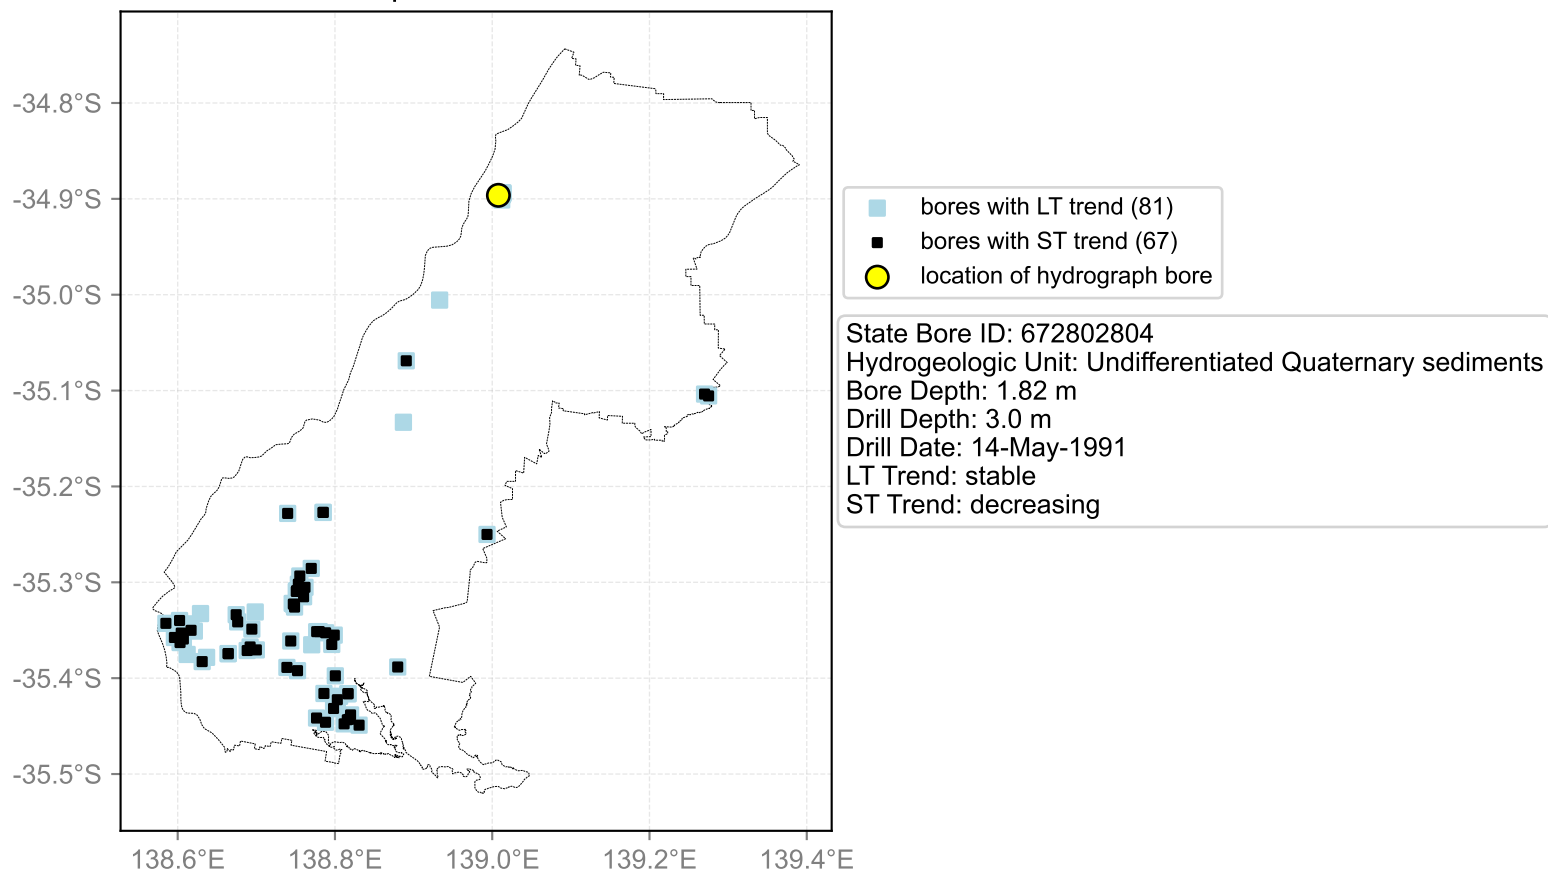 -34.8°S
-34.9°S
-35.0°S
-35.1°S
-35.2°S
-35.3°S
-35.4°S
-35.5°S
138.6°E
138.8°E
139.0°E
139.2°E
139.4°E
bores with LT trend (81)
bores with ST trend (67)
location of hydrograph bore
State Bore ID: 672802804
Hydrogeologic Unit: Undifferentiated Quaternary sediments
Bore Depth: 1.82 m
Drill Depth: 3.0 m
Drill Date: 14-May-1991
LT Trend: stable
ST Trend: decreasing